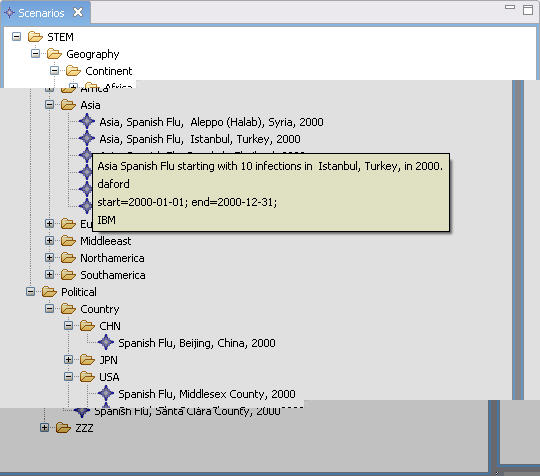 Scenarios
STEM
Geography
Continent
Africa
Asia
Asia, Spanish Flu, Aleppo (Halab), Syria, 2000
Asia, Spanish Flu, Istanbul, Turkey, 2000
Asia Spanish Flu starting with 10 infections in Istanbul, Turkey, in 2000.
daford
start=2000-01-01; end=2000-12-31;
IBM
Middleeast
Northamerica
Southamerica
Political
Country
CHN
Spanish Flu, Beijing, China, 2000
JPN
USA
Spanish Flu, Middlesex County, 2000
Spanish Flu, Santa Clara County, 2000
ZZZ